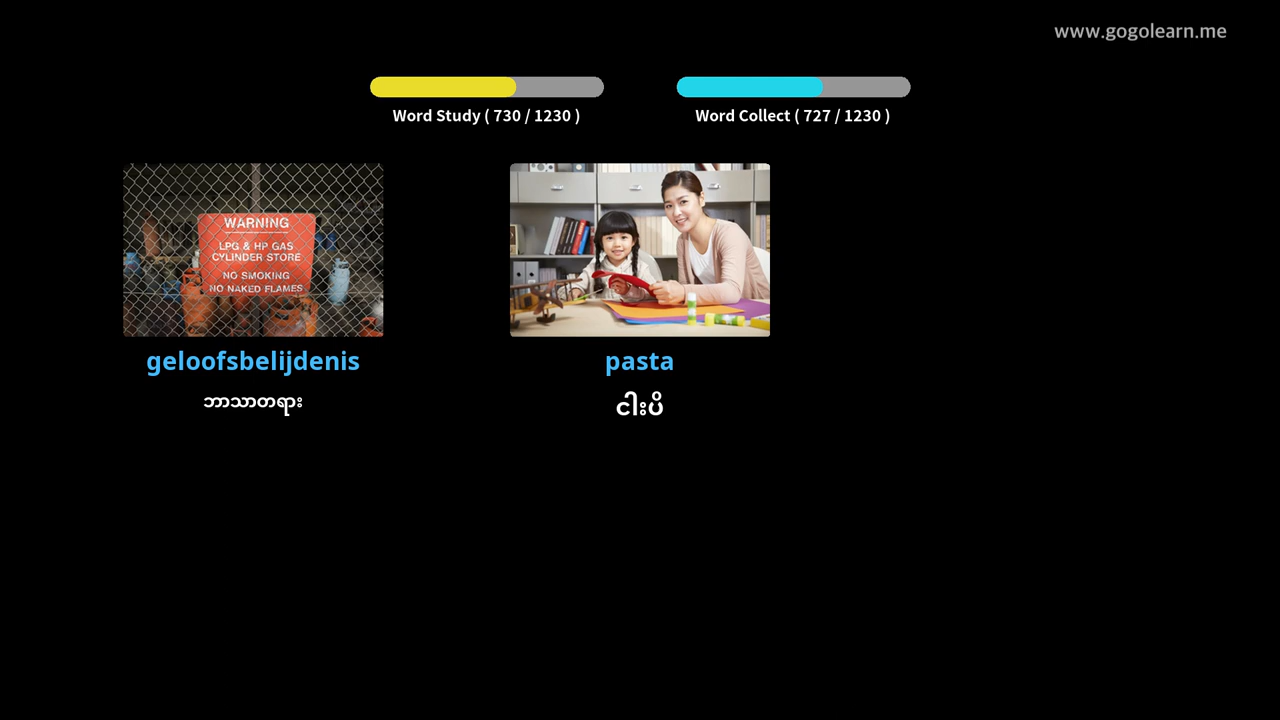 www.gogolearn.me
Word Study ( 730 / 1230 )
Word Collect ( 727 / 1230 )
WARNING
LPG & HP GAS
CYLINDER STORE
NO SMOKING
NO NAKED FLAMES
geloofsbelijdenis
ဘာသာတရား
pasta
ငါးပိ